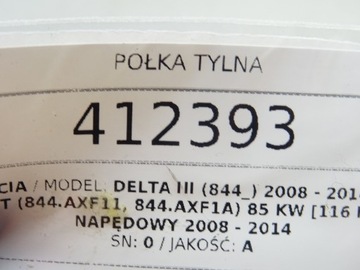 PÓŁKA TYLNA
412393
CIA / MODEL: DELTA III (844_) 2008 - 201
T (844.AXF11, 844.AXF1A) 85 KW [116
NAPĘDOWY 2008 - 2014
SN: 0 / JAKOŚĆ: A